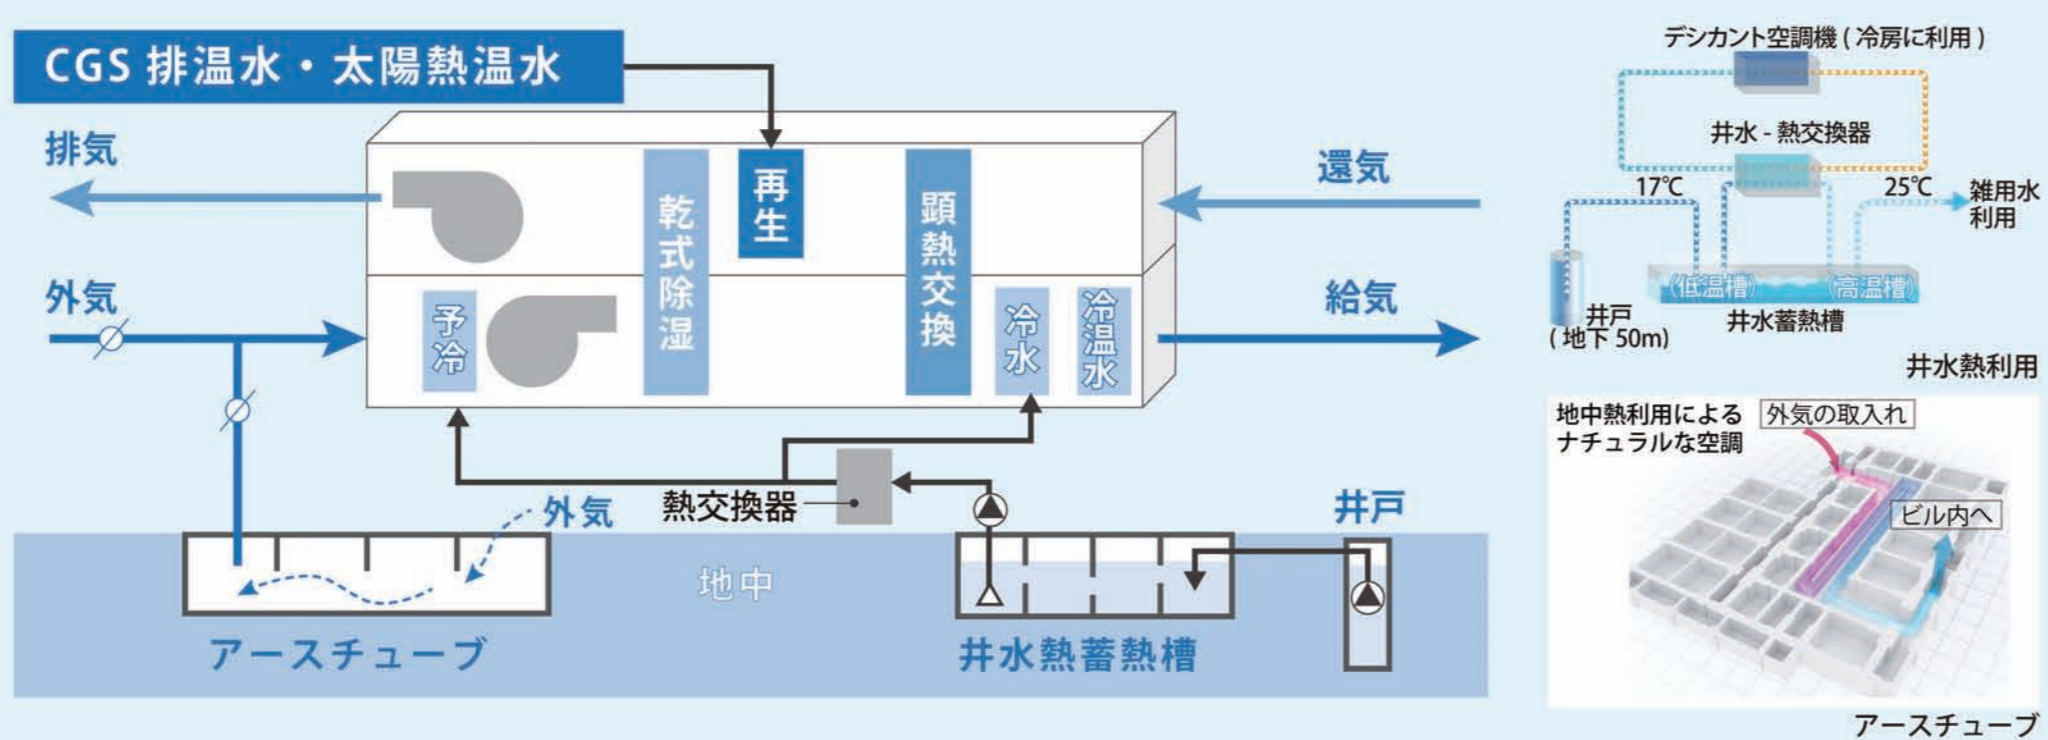 CGS 排温水・太陽熱温水
排気
還気
外気
給気
乾式除湿
再生
顕熱交換
予冷
冷水
冷温水
外気
熱交換器
井戸
地中
アースチューブ
井水熱蓄熱槽
デシカント空調機 ( 冷房に利用 )
井水 - 熱交換器
17℃
25℃
雑用水
利用
(低温槽)
(高温槽)
井戸
( 地下 50m)
井水蓄熱槽
井水熱利用
地中熱利用による
ナチュラルな空調
外気の取入れ
ビル内へ
アースチューブ